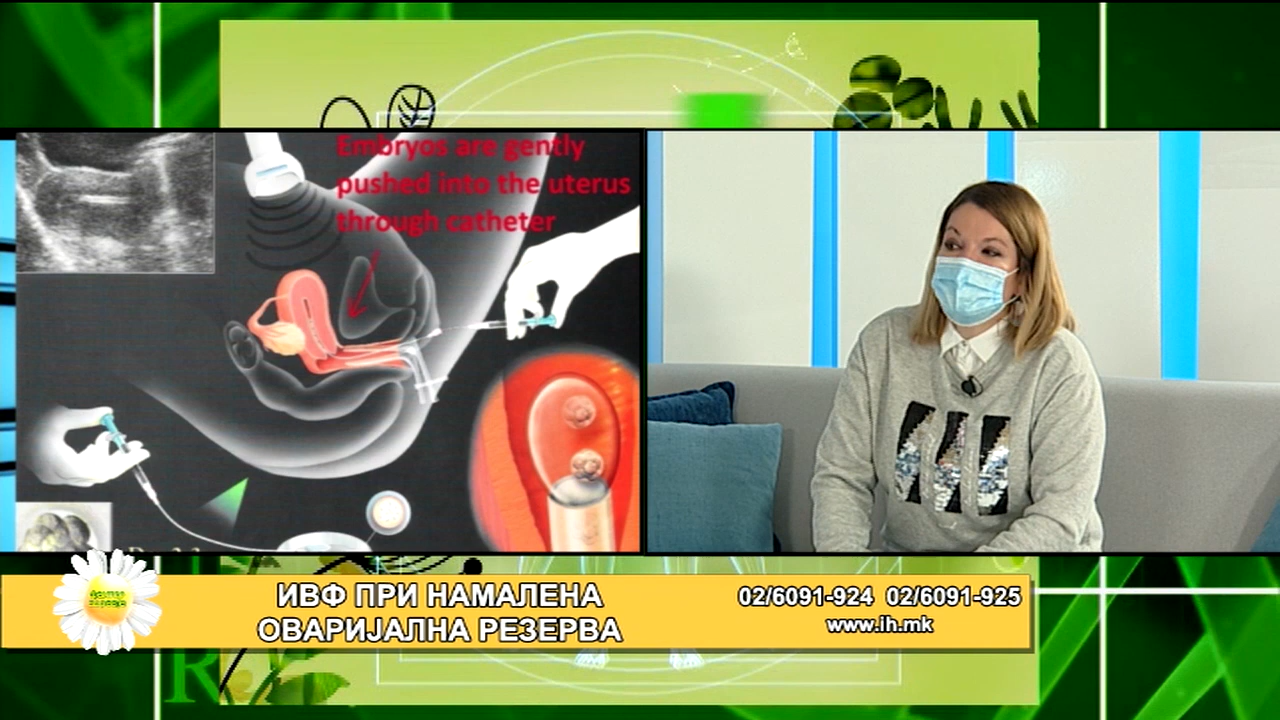 Embryos are gently
pushed into the uterus
through catheter
ИВФ ПРИ НАМАЛЕНА
ОВАРИЈАЛНА РЕЗЕРВА
02/6091-924 02/6091-925
www.ih.mk
R